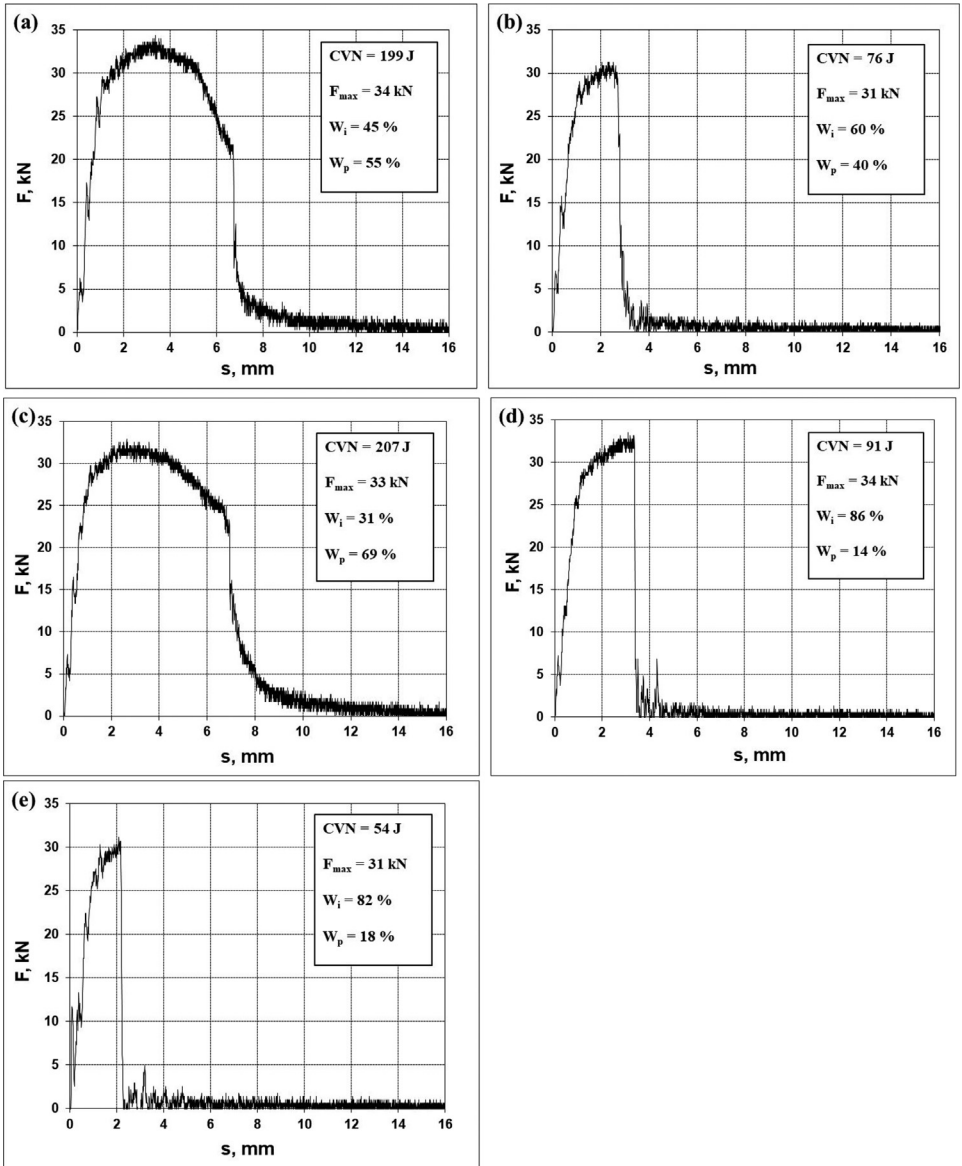 (a)
35
30
25
20
15
10
5
0
F, kN
0 2 4 6 8 10 12 14 16
s, mm
CVN = 199 J
Fmax = 34 kN
Wi = 45 %
Wp = 55 %
(b)
35
30
25
20
15
10
5
0
F, kN
0 2 4 6 8 10 12 14 16
s, mm
CVN = 76 J
Fmax = 31 kN
Wi = 60 %
Wp = 40 %
(c)
35
30
25
20
15
10
5
0
F, kN
0 2 4 6 8 10 12 14 16
s, mm
CVN = 207 J
Fmax = 33 kN
Wi = 31 %
Wp = 69 %
(d)
35
30
25
20
15
10
5
0
F, kN
0 2 4 6 8 10 12 14 16
s, mm
CVN = 91 J
Fmax = 34 kN
Wi = 86 %
Wp = 14 %
(e)
35
30
25
20
15
10
5
0
F, kN
0 2 4 6 8 10 12 14 16
s, mm
CVN = 54 J
Fmax = 31 kN
Wi = 82 %
Wp = 18 %